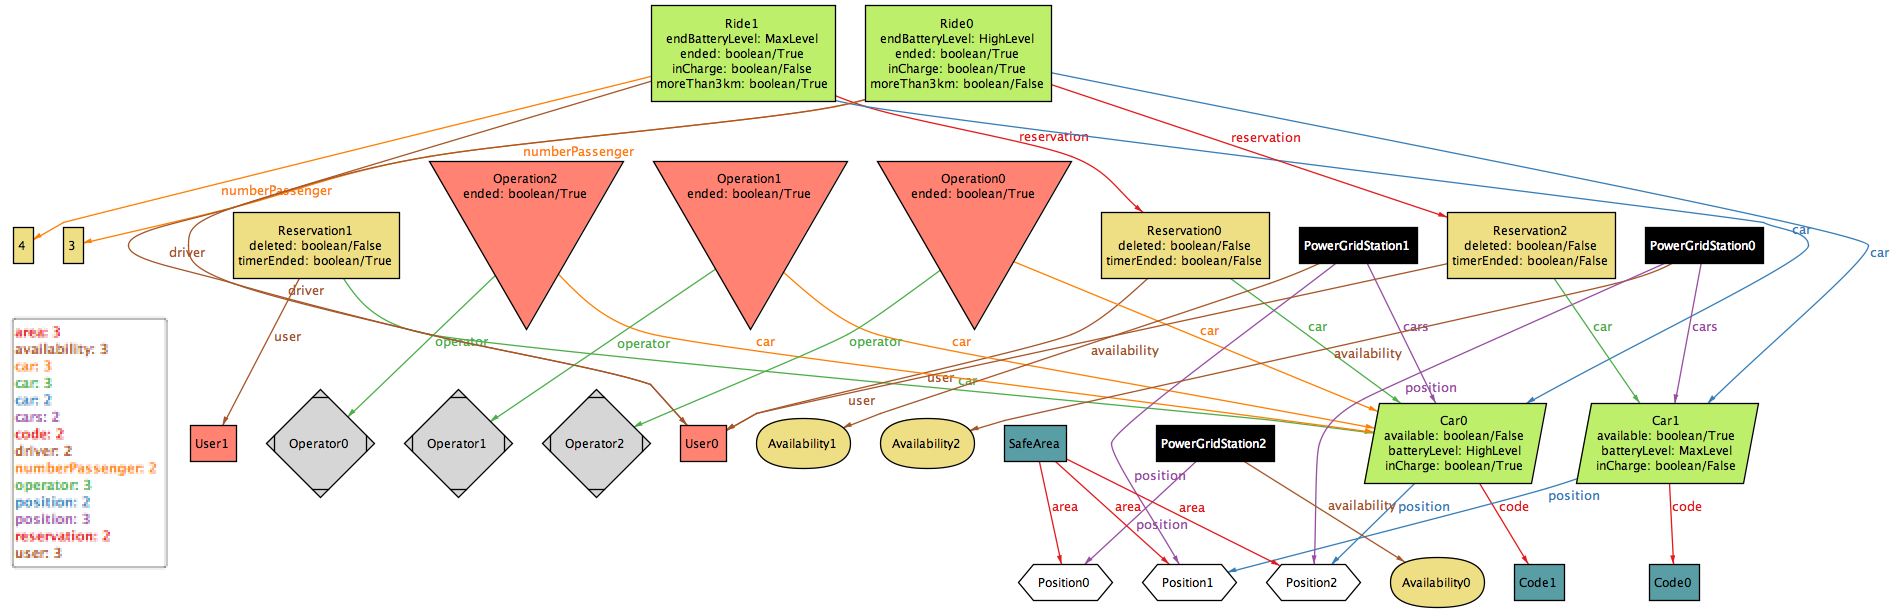 Ride1
endBatteryLevel: MaxLevel
ended: boolean/True
inCharge: boolean/False
moreThan3km: boolean/True
Ride0
endBatteryLevel: HighLevel
ended: boolean/True
inCharge: boolean/True
moreThan3km: boolean/False
reservation
reservation
numberPassenger
numberPassenger
Operation2
ended: boolean/True
Operation1
ended: boolean/True
Operation0
ended: boolean/True
4
3
Reservation1
deleted: boolean/False
timerEnded: boolean/True
Reservation0
deleted: boolean/False
timerEnded: boolean/False
PowerGridStation1
Reservation2
deleted: boolean/False
timerEnded: boolean/False
PowerGridStation0
car
car
driver
driver
user
operator
car
operator
car
operator
car
availability
car
cars
availability
car
cars
user
user
car
position
area: 3
availability: 3
car: 3
car: 3
car: 2
cars: 2
code: 2
driver: 2
numberPassenger: 2
operator: 3
position: 2
position: 3
reservation: 2
user: 3
User1
Operator0
Operator1
Operator2
User0
Availability1
Availability2
SafeArea
PowerGridStation2
Car0
available: boolean/False
batteryLevel: HighLevel
inCharge: boolean/True
Car1
available: boolean/True
batteryLevel: MaxLevel
inCharge: boolean/False
position
area
area
area
position
availability
position
code
position
code
Position0
Position1
Position2
Availability0
Code1
Code0